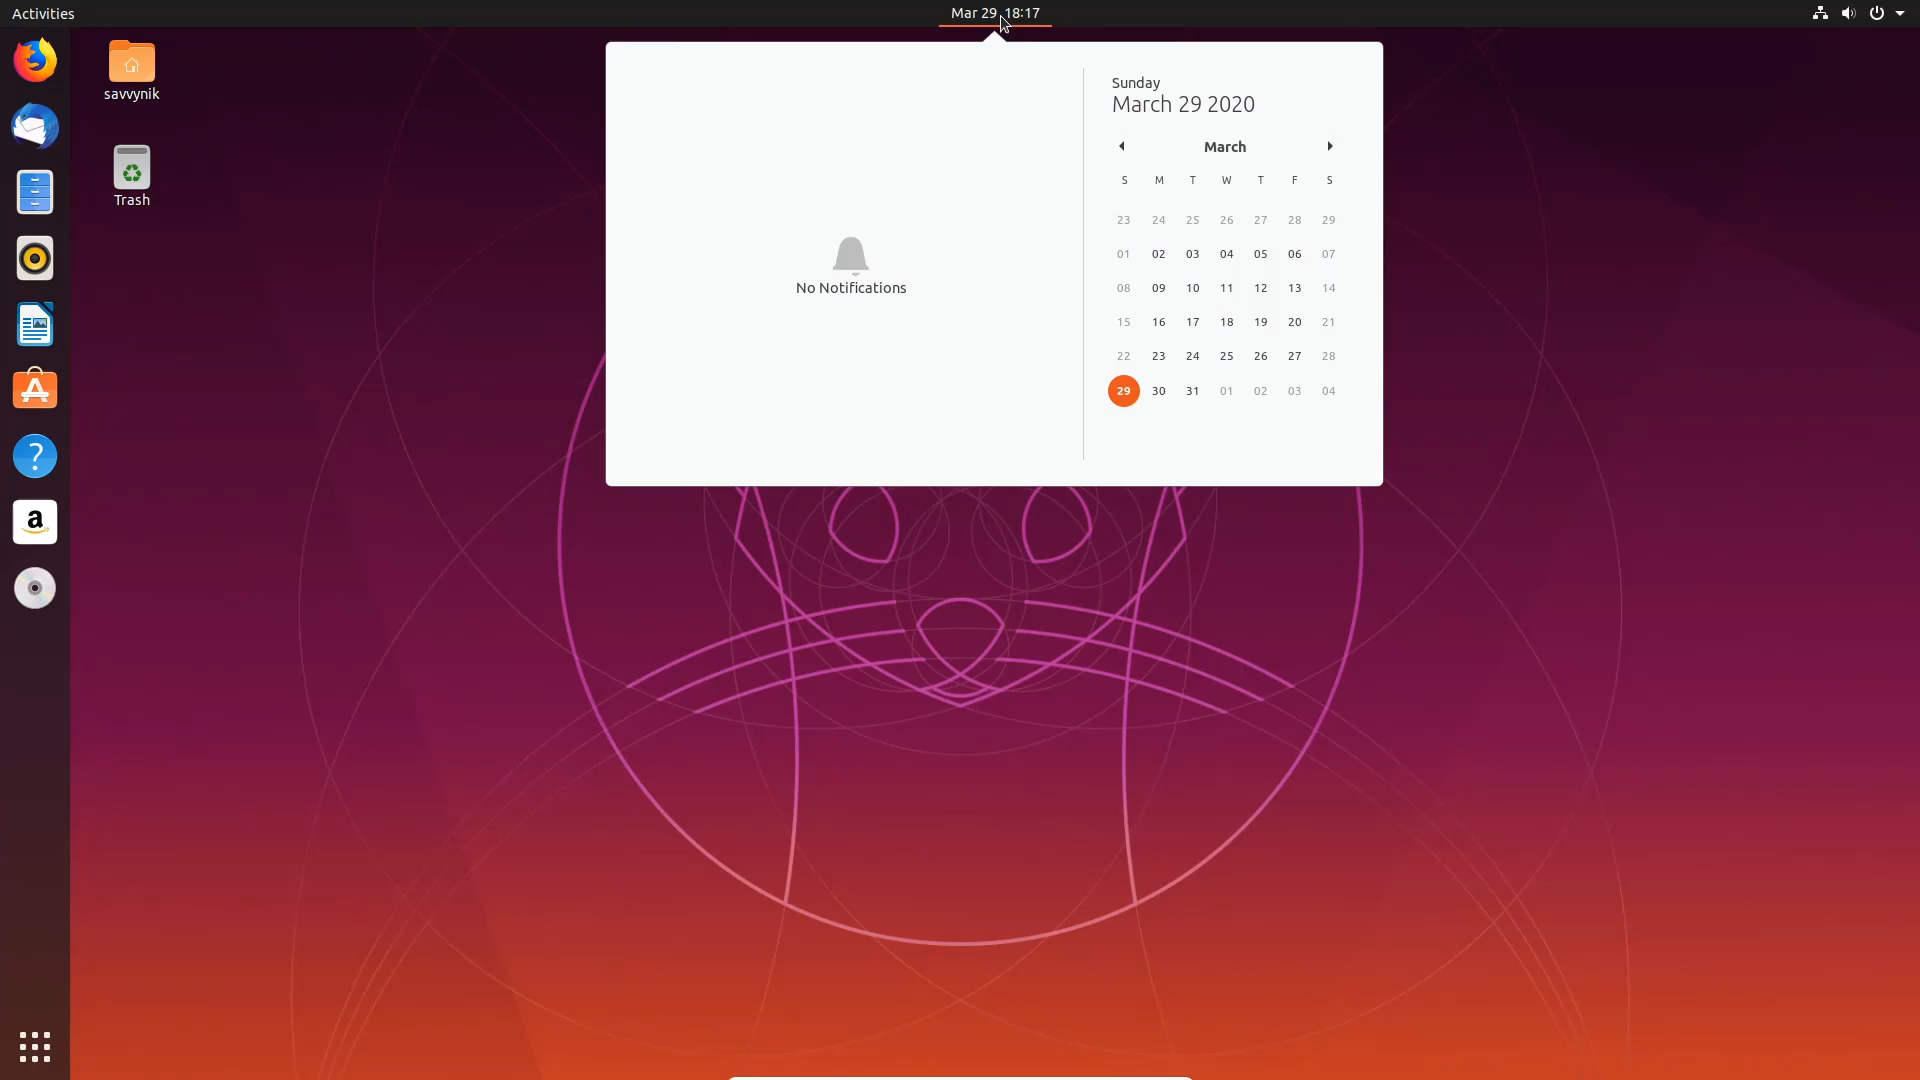 Activities
Mar 29 18:17
savvynik
Trash
No Notifications
Sunday
March 29 2020
March
S M T W T F S
23 24 25 26 27 28 29
01 02 03 04 05 06 07
08 09 10 11 12 13 14
15 16 17 18 19 20 21
22 23 24 25 26 27 28
29 30 31 01 02 03 04
?
a